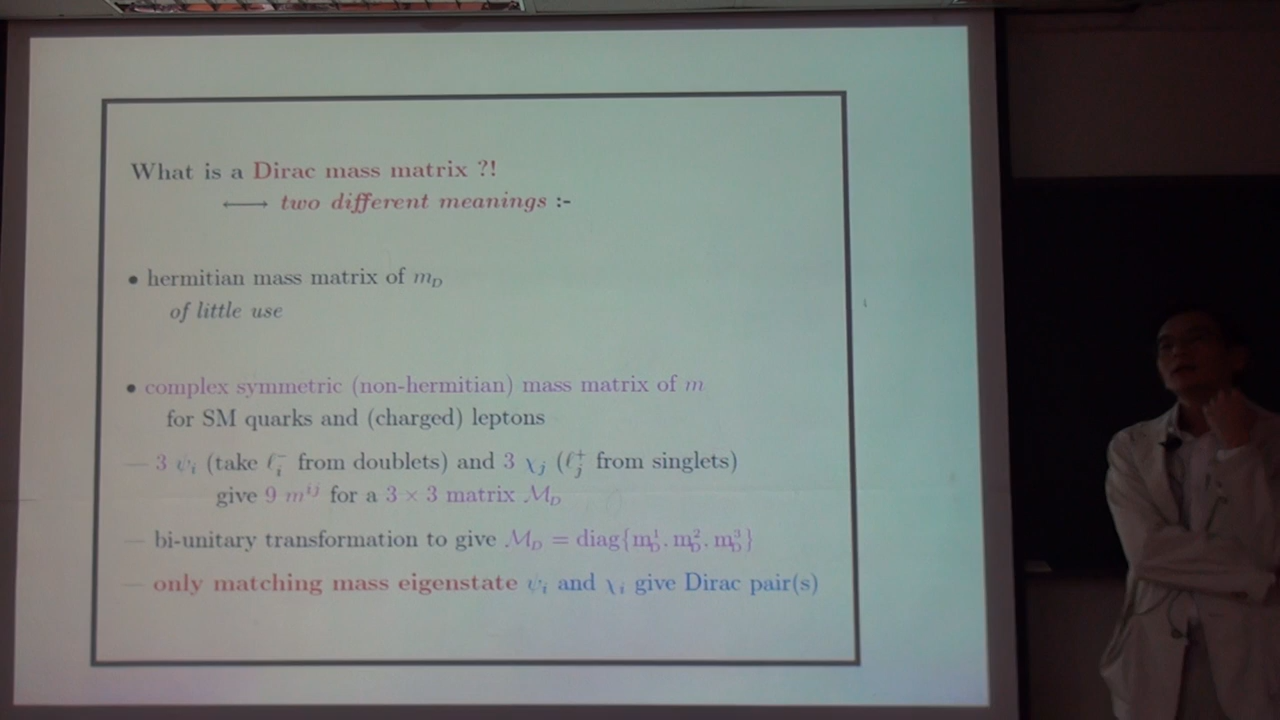 What is a Dirac mass matrix ?!
⟷ two different meanings :-
• hermitian mass matrix of m_D
of little use
• complex symmetric (non-hermitian) mass matrix of m
for SM quarks and (charged) leptons
— 3 ψ_i (take ℓ_i^- from doublets) and 3 χ_j (ℓ_j^+ from singlets)
give 9 m^{ij} for a 3 × 3 matrix M_D
— bi-unitary transformation to give M_D = diag{m_D^1, m_D^2, m_D^3}
— only matching mass eigenstate ψ_i and χ_i give Dirac pair(s)